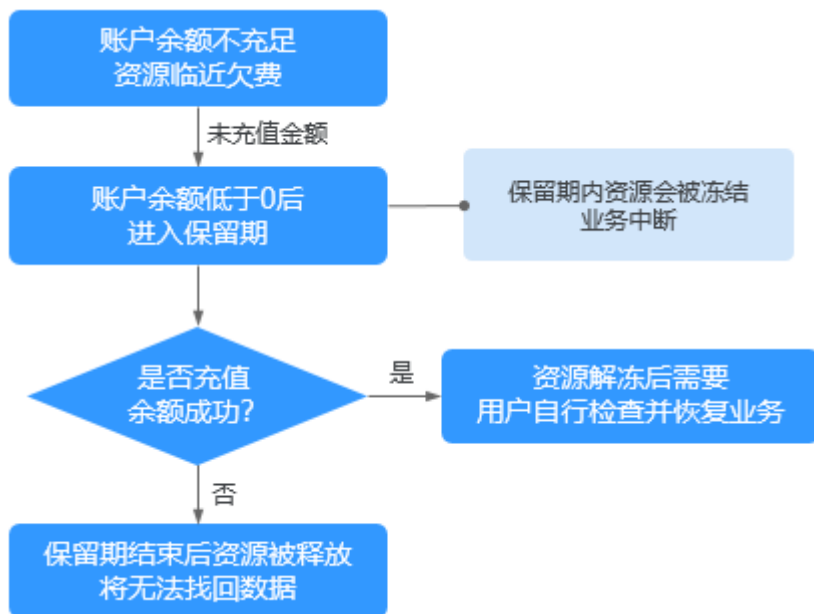 账户余额不充足
资源临近欠费
未充值金额
账户余额低于0后
进入保留期
保留期内资源会被冻结
业务中断
是否充值
余额成功?
是
资源解冻后需要
用户自行检查并恢复业务
否
保留期结束后资源被释放
将无法找回数据